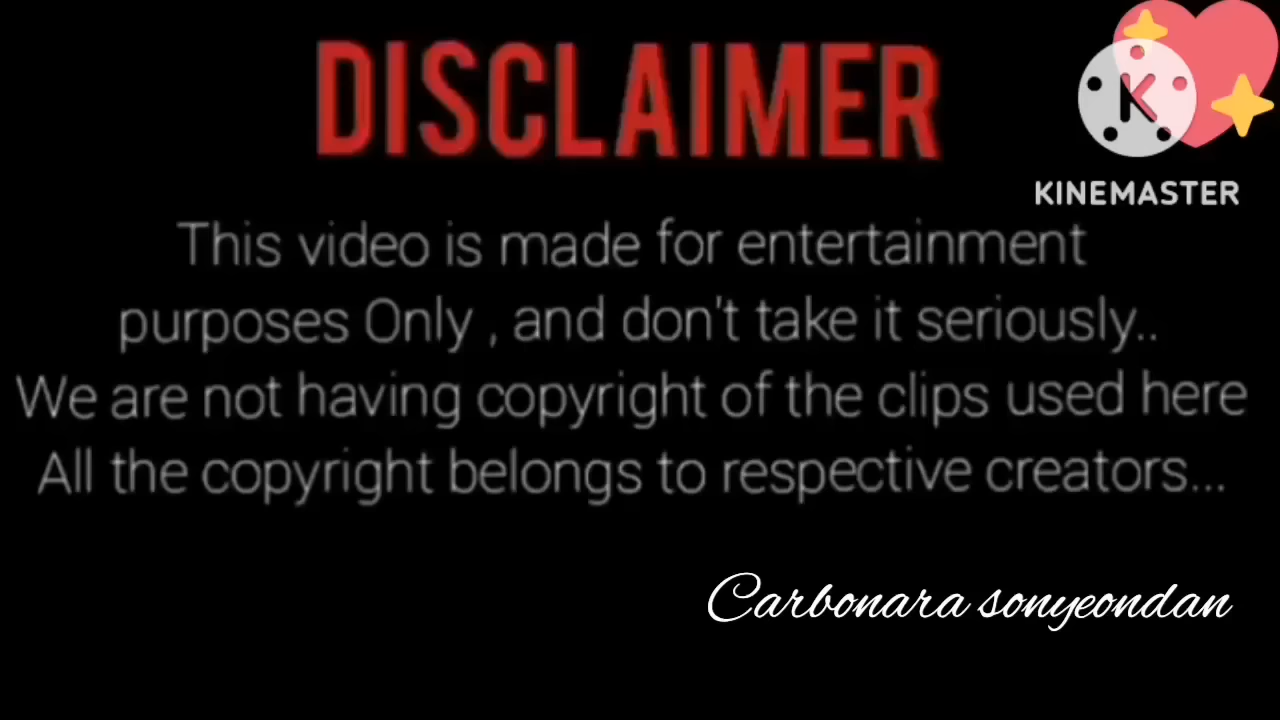 DISCLAIMER
KINEMASTER
This video is made for entertainment
purposes Only , and don't take it seriously..
We are not having copyright of the clips used here
All the copyright belongs to respective creators...
Carbonara sonyeondan